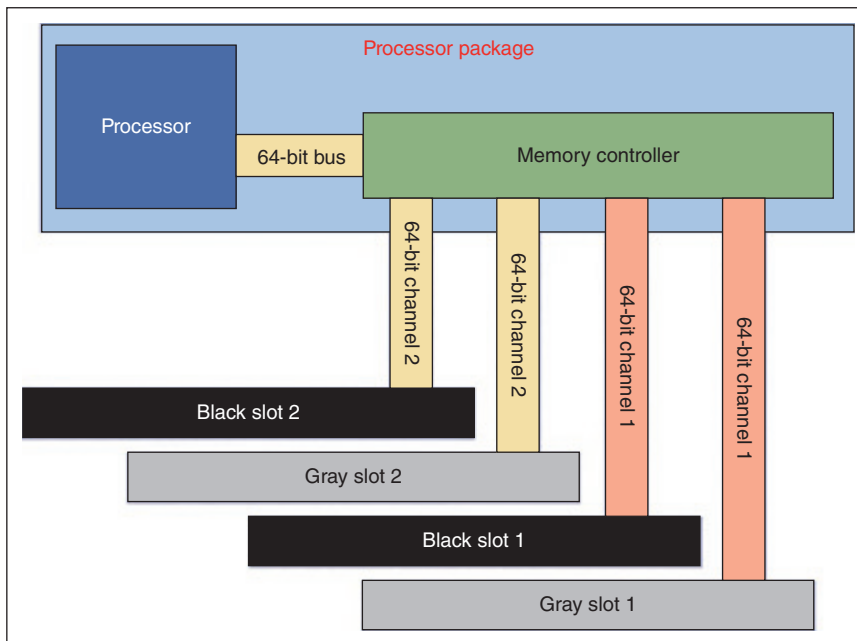 Processor package
Processor
64-bit bus
Memory controller
64-bit channel 2
64-bit channel 2
64-bit channel 1
64-bit channel 1
Black slot 2
Gray slot 2
Black slot 1
Gray slot 1